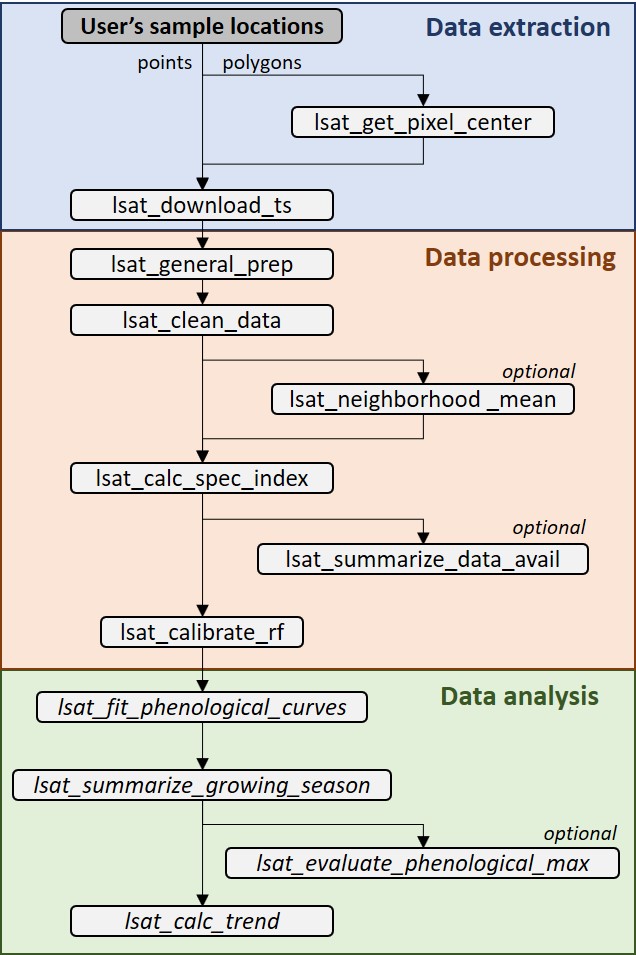 User's sample locations
Data extraction
points
polygons
lsat_get_pixel_center
lsat_download_ts
lsat_general_prep
Data processing
lsat_clean_data
optional
lsat_neighborhood _mean
lsat_calc_spec_index
optional
lsat_summarize_data_avail
lsat_calibrate_rf
Data analysis
lsat_fit_phenological_curves
lsat_summarize_growing_season
optional
lsat_evaluate_phenological_max
lsat_calc_trend